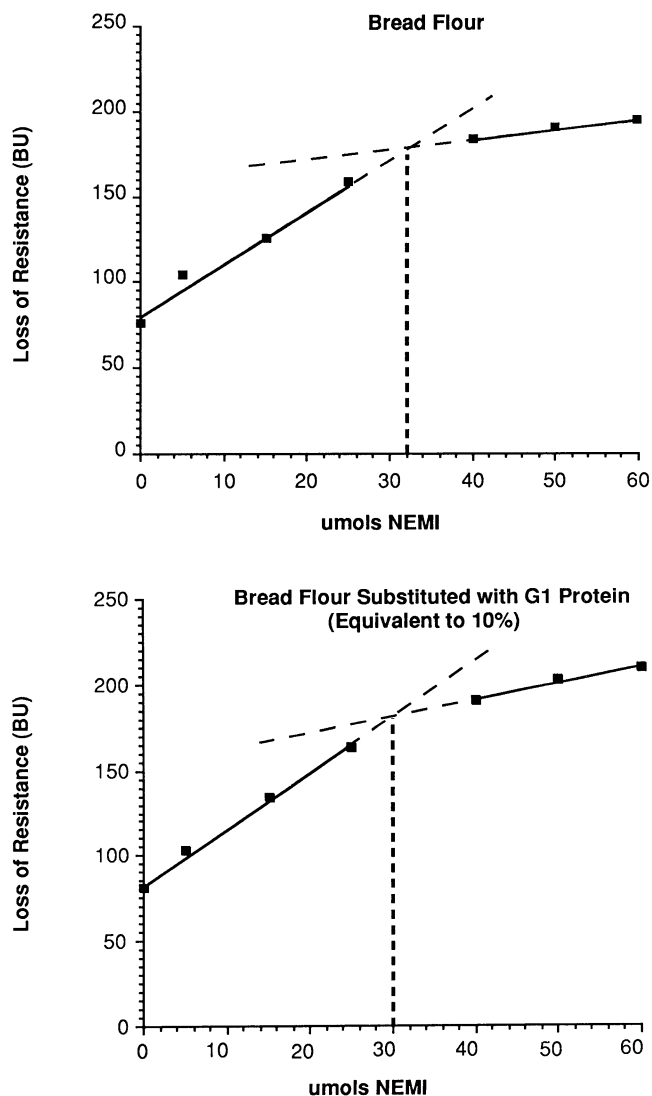 Bread Flour
Loss of Resistance (BU)
250
200
150
100
50
0
0 10 20 30 40 50 60
umols NEMI
Bread Flour Substituted with G1 Protein
(Equivalent to 10%)
Loss of Resistance (BU)
250
200
150
100
50
0
0 10 20 30 40 50 60
umols NEMI